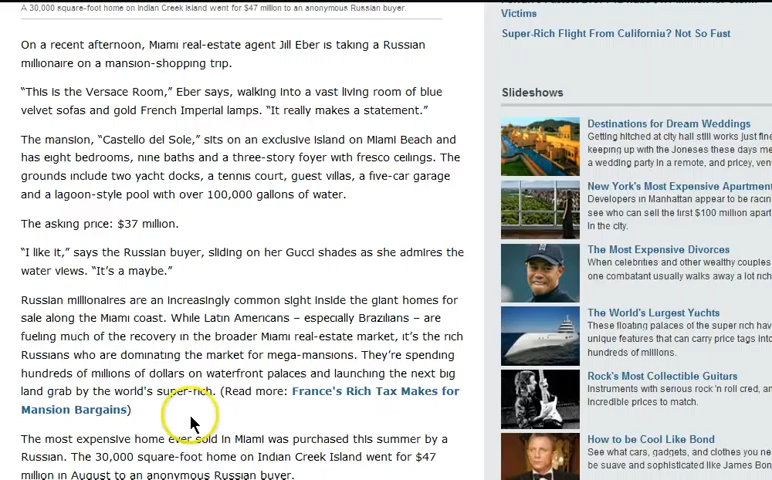 A 30,000 square-foot home on Indian Creek Island went for $47 million to an anonymous Russian buyer.
On a recent afternoon, Miami real-estate agent Jill Eber is taking a Russian
millionaire on a mansion-shopping trip.
“This is the Versace Room,” Eber says, walking into a vast living room of blue
velvet sofas and gold French Imperial lamps. “It really makes a statement.”
The mansion, “Castello del Sole,” sits on an exclusive island on Miami Beach and
has eight bedrooms, nine baths and a three-story foyer with fresco ceilings. The
grounds include two yacht docks, a tennis court, guest villas, a five-car garage
and a lagoon-style pool with over 100,000 gallons of water.
The asking price: $37 million.
“I like it,” says the Russian buyer, sliding on her Gucci shades as she admires the
water views. “It’s a maybe.”
Russian millionaires are an increasingly common sight inside the giant homes for
sale along the Miami coast. While Latin Americans – especially Brazilians – are
fueling much of the recovery in the broader Miami real-estate market, it’s the rich
Russians who are dominating the market for mega-mansions. They’re spending
hundreds of millions of dollars on waterfront palaces and launching the next big
land grab by the world's super-rich. (Read more: France's Rich Tax Makes for
Mansion Bargains)
The most expensive home ever sold in Miami was purchased this summer by a
Russian. The 30,000 square-foot home on Indian Creek Island went for $47
million in August to an anonymous Russian buyer.
Victims
Super-Rich Flight From California? Not So Fast
Slideshows
Destinations for Dream Weddings
Getting hitched at city hall still works just fine
keeping up with the Joneses these days me
a wedding party in a remote, and pricey, ven
New York's Most Expensive Apartment
Developers in Manhattan appear to be racing
see who can sell the first $100 million apart
in the city.
The Most Expensive Divorces
When celebrities and other wealthy couples
one combatant usually walks away a lot rich
The World's Largest Yachts
These floating palaces of the super rich hav
unique features that can carry price tags into
hundreds of millions.
Rock's Most Collectible Guitars
Instruments with serious rock 'n roll cred, an
incredible prices to match.
How to be Cool Like Bond
See what cars, gadgets, and clothes you ne
be suave and sophisticated like James Bon